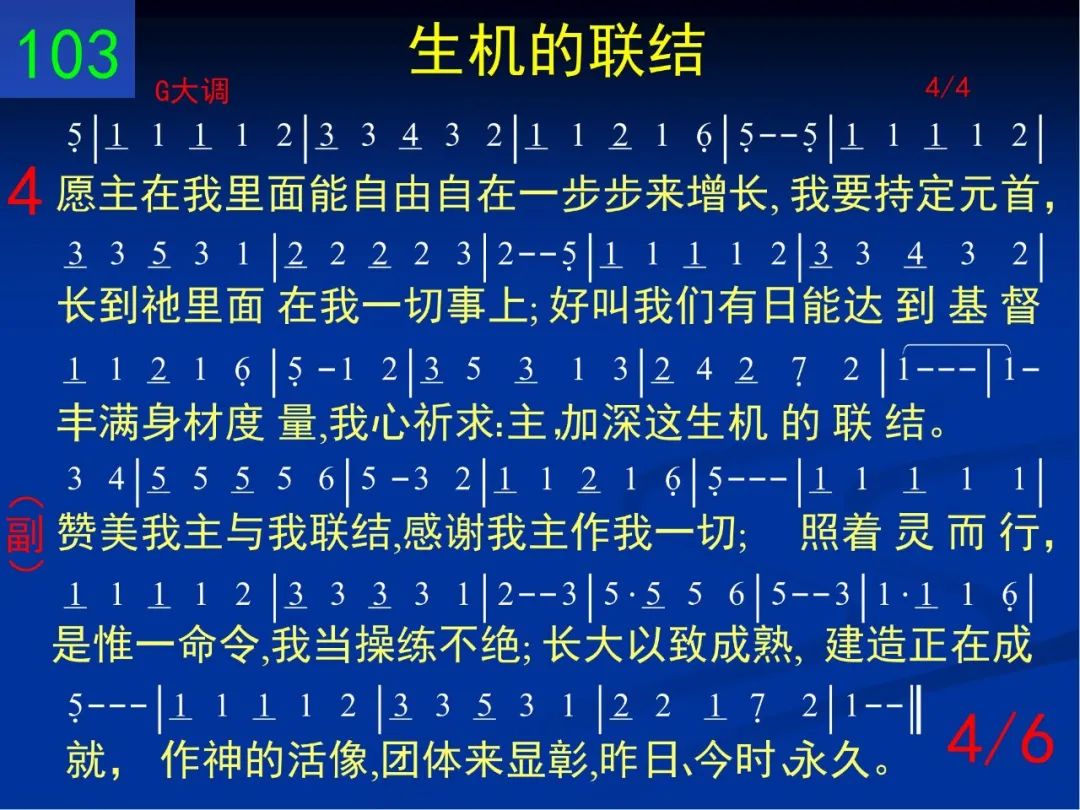 103
生机的联结
G大调
4/4
5̣|1̲ 1 1̲ 1 2|3̲ 3 4̲ 3 2|1̲ 1 2̲ 1 6̣|5̣--5̣|1̲ 1 1̲ 1 2|
4 愿主在我里面能自由自在一步步来增长,我要持定元首,
3̲ 3 5̲ 3 1|2̲ 2 2̲ 2 3|2--5̣|1̲ 1 1̲ 1 2|3̲ 3 4̲ 3 2|
长到祂里面 在我一切事上;好叫我们有日能达 到 基 督
1̲ 1 2̲ 1 6̣|5̣-1 2|3̲ 5 3̲ 1 3|2̲ 4 2̲ 7̣ 2|1---|1-
丰满身材度 量,我心祈求:主,加深这生机 的 联 结。
3 4|5̲ 5 5̲ 5 6|5-3 2|1̲ 1 2̲ 1 6̣|5̣---|1̲ 1 1̲ 1 1|
（副）赞美我主与我联结,感谢我主作我一切; 照着 灵 而 行,
1̲ 1 1̲ 1 2|3̲ 3 3̲ 3 1|2--3|5·5̲ 5 6|5--3|1·1̲ 1 6̣|
是惟一命令,我当操练不绝;长大以致成熟, 建造正在成
5̣---|1̲ 1 1̲ 1 2|3̲ 3 5̲ 3 1|2̲ 2 1̲ 7̣ 2|1--‖
就, 作神的活像,团体来显彰,昨日、今时、永久。
4/6